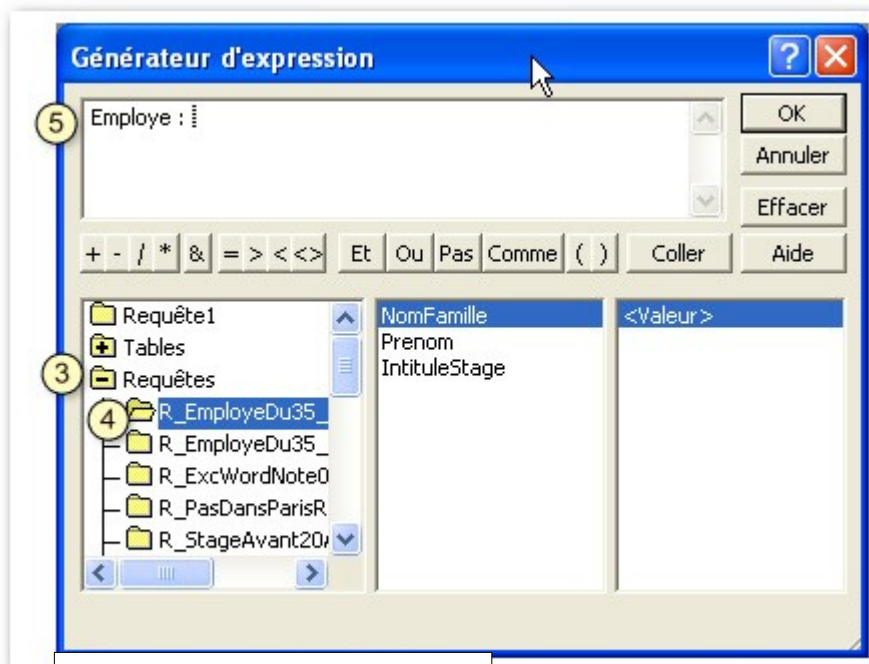 Générateur d'expression
5
Employe :
OK
Annuler
Effacer
+ - / * & = > < <> Et Ou Pas Comme ( ) Coller Aide
Requête1
Tables
3
Requêtes
4
R_EmployeDu35_
R_EmployeDu35_
R_ExcWordNote0
R_PasDansParisR
R_StageAvant20
NomFamille
Prenom
IntituleStage
<Valeur>